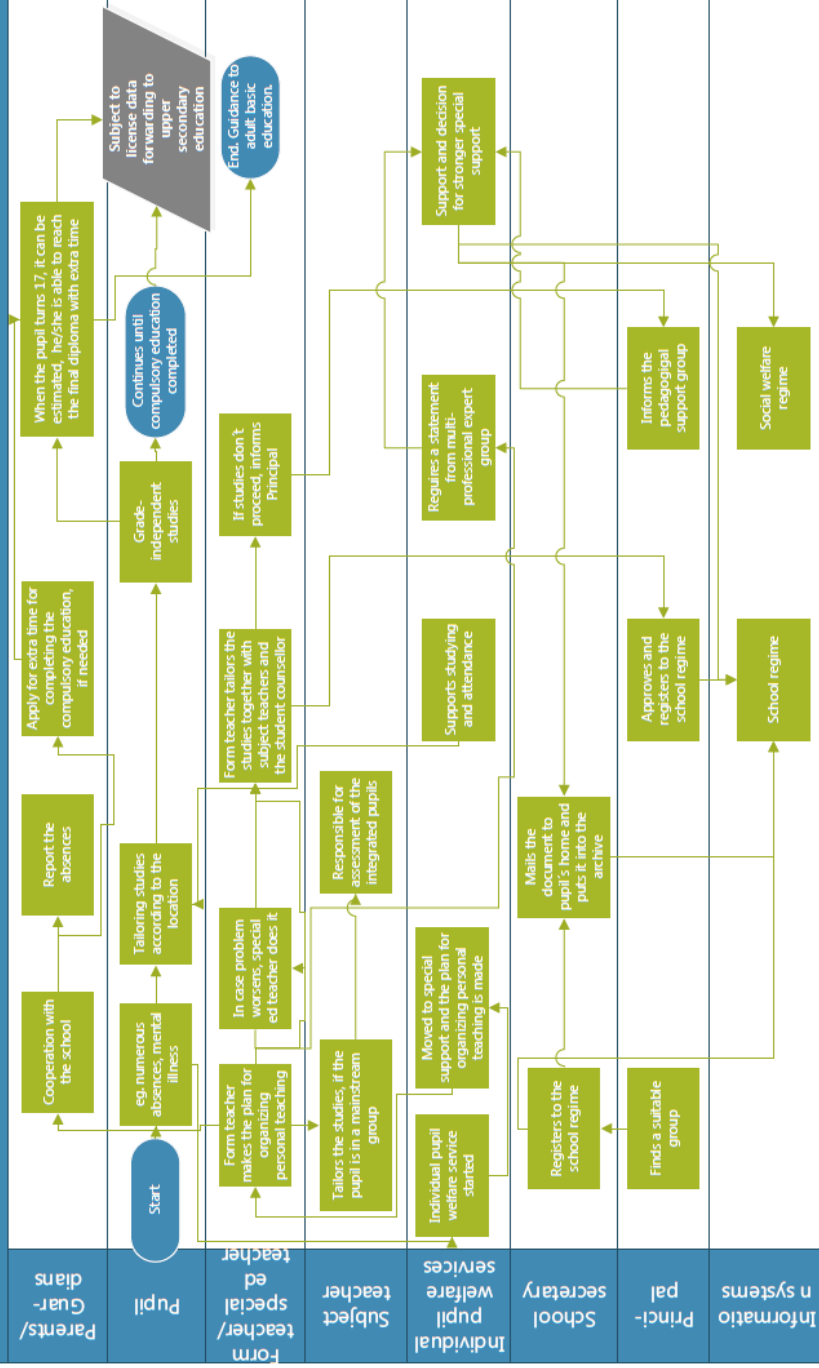 Parents/
Guar-
dians
Cooperation with
the school
Report the
absences
Apply for extra time for
completing the
compulsory education,
if needed
When the pupil turns 17, it can be
estimated, he/she is able to reach
the final diploma with extra time
Pupil
Start
eg. numerous
absences, mental
illness
Tailoring studies
according to the
location
Grade-
independent
studies
Continues until
compulsory education
completed
Subject to
license data
forwarding to
upper
secondary
education
Form
teacher/
special
ed
teacher
Form teacher
makes the plan for
organizing
personal teaching
In case problem
worsens, special
ed teacher does it
Form teacher tailors the
studies together with
subject teachers and
the student counsellor
If studies don´t
proceed, informs
Principal
End. Guidance to
adult basic
education.
Subject
teacher
Tailors the studies, if the
pupil is in a mainstream
group
Responsible for
assessment of the
integrated pupils
Individual
pupil
welfare
services
Individual pupil
welfare service
started
Moved to special
support and the plan for
organizing personal
teaching is made
Supports studying
and attendance
Reguires a statement
from multi-
professional expert
group
Support and decision
for stronger special
support
School
secretary
Registers to the
school regime
Mails the
document to
pupil´s home and
puts it into the
archive
Princi-
pal
Finds a suitable
group
Approves and
registers to the
school regime
Informs the
pedagogigal
support group
Informatio
n systems
School regime
Social welfare
regime